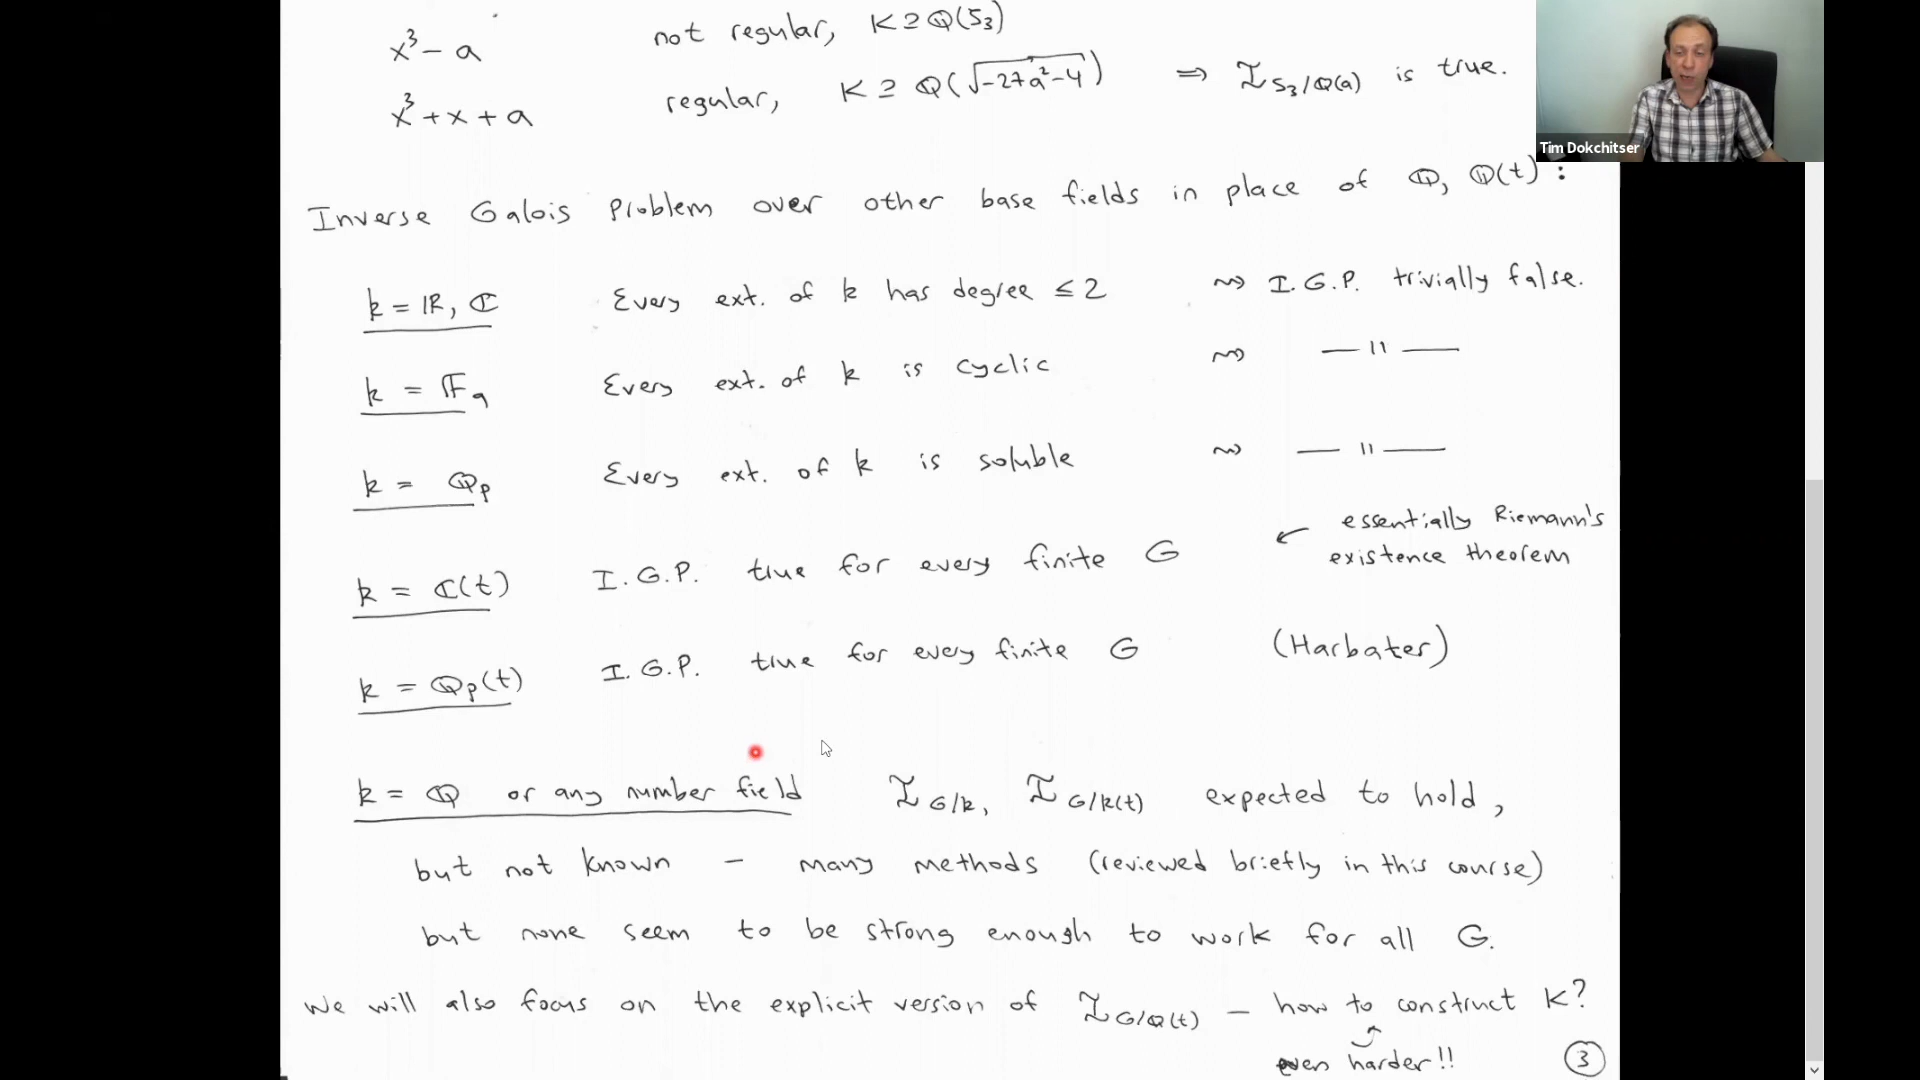 x³ - a not regular, K ⊇ ℚ(ζ₃)
x³ + x + a regular, K ⊇ ℚ(√-27a²-4) ⇒ I_{S₃/ℚ(a)} is true.
Tim Dokchitser
Inverse Galois Problem over other base fields in place of ℚ, ℚ(t) :
k = ℝ, ℂ Every ext. of k has degree ≤ 2 ⇝ I.G.P. trivially false.
k = 𝔽_q Every ext. of k is cyclic ⇝ — " —
k = ℚ_p Every ext. of k is soluble ⇝ — " —
k = ℂ(t) I.G.P. true for every finite G ← essentially Riemann's
existence theorem
k = ℚ_p(t) I.G.P. true for every finite G (Harbater)
k = ℚ or any number field I_{G/k}, I_{G/k(t)} expected to hold,
but not known - many methods (reviewed briefly in this course)
but none seem to be strong enough to work for all G.
We will also focus on the explicit version of I_{G/ℚ(t)} - how to construct K?
even harder!!
3